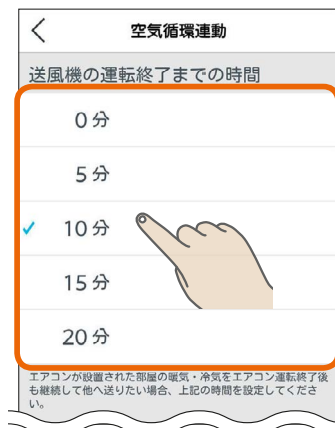 空気循環連動
送風機の運転終了までの時間
0分
5分
10分
15分
20分
エアコンが設置された部屋の暖気・冷気をエアコン運転終了後
も継続して他へ送りたい場合、上記の時間を設定してくださ
い。